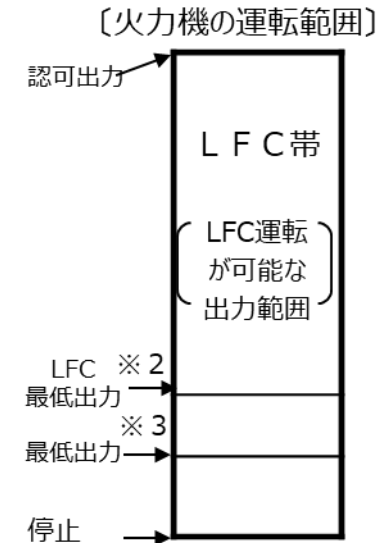 〔火力機の運転範囲〕
認可出力
ＬＦＣ帯
LFC運転
が可能な
出力範囲
LFC ※２
最低出力
※３
最低出力
停止